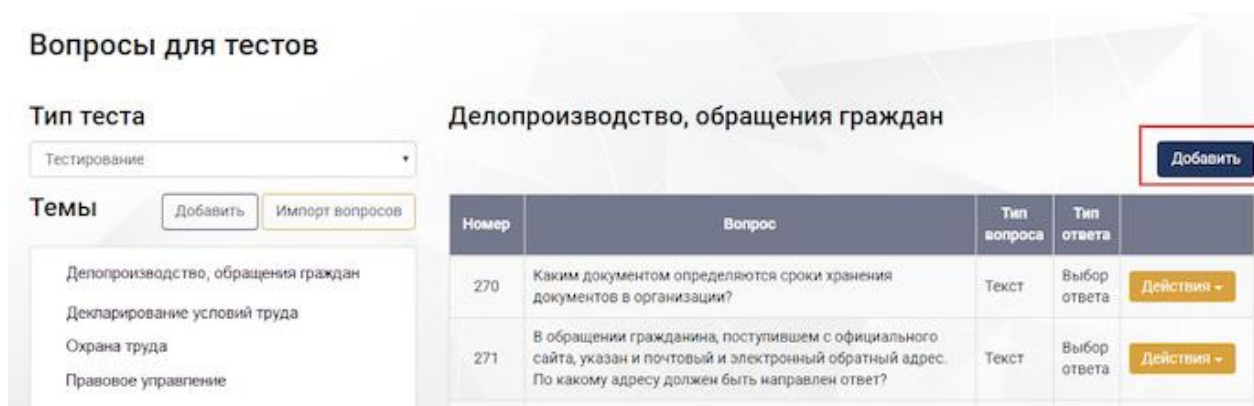 Вопросы для тестов
Тип теста
Тестирование
Темы
Добавить
Импорт вопросов
Делопроизводство, обращения граждан
Декларирование условий труда
Охрана труда
Правовое управление
Делопроизводство, обращения граждан
Добавить
Номер
Вопрос
Тип
вопроса
Тип
ответа
270
Каким документом определяются сроки хранения
документов в организации?
Текст
Выбор
ответа
Действия
271
В обращении гражданина, поступившем с официального
сайта, указан и почтовый и электронный обратный адрес.
По какому адресу должен быть направлен ответ?
Текст
Выбор
ответа
Действия